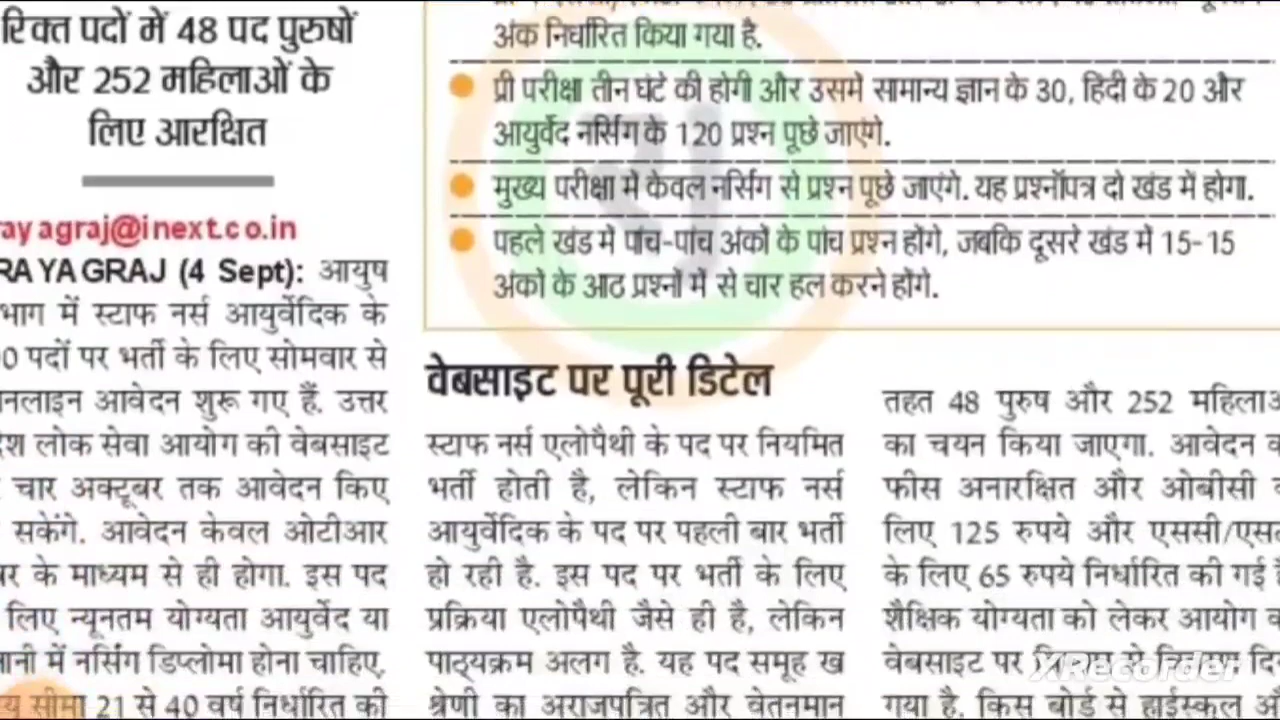 रिक्त पदों में 48 पद पुरुषों
और 252 महिलाओं के
लिए आरक्षित
ayagraj@inext.co.in
RAYAGRAJ (4 Sept): आयुष
भाग में स्टाफ नर्स आयुर्वेदिक के
0 पदों पर भर्ती के लिए सोमवार से
नलाइन आवेदन शुरू गए हैं. उत्तर
लोक सेवा आयोग की वेबसाइट
चार अक्टूबर तक आवेदन किए
सकेंगे. आवेदन केवल ओटीआर
के माध्यम से ही होगा. इस पद
लिए न्यूनतम योग्यता आयुर्वेद या
में नर्सिंग डिप्लोमा होना चाहिए.
सीमा 21 से 40 वर्ष निर्धारित की
अंक निर्धारित किया गया है.
● प्री परीक्षा तीन घंटे की होगी और उसमें सामान्य ज्ञान के 30, हिंदी के 20 और
आयुर्वेद नर्सिंग के 120 प्रश्न पूछे जाएंगे.
● मुख्य परीक्षा में केवल नर्सिंग से प्रश्न पूछे जाएंगे. यह प्रश्नॉपत्र दो खंड में होगा.
● पहले खंड में पांच-पांच अंकों के पांच प्रश्न होंगे, जबकि दूसरे खंड में 15-15
अंकों के आठ प्रश्नों में से चार हल करने होंगे.
वेबसाइट पर पूरी डिटेल
स्टाफ नर्स एलोपैथी के पद पर नियमित
भर्ती होती है, लेकिन स्टाफ नर्स
आयुर्वेदिक के पद पर पहली बार भर्ती
हो रही है. इस पद पर भर्ती के लिए
प्रक्रिया एलोपैथी जैसे ही है, लेकिन
पाठ्यक्रम अलग है. यह पद समूह ख
श्रेणी का अराजपत्रित और वेतनमान
तहत 48 पुरुष और 252
का चयन किया जाएगा. आवेदन
फीस अनारक्षित और ओबीसी
लिए 125 रुपये और
के लिए 65 रुपये निर्धारित की गई
शैक्षिक योग्यता को लेकर आयोग
वेबसाइट पर
गया है. किस बोर्ड से हाईस्कूल
XRecorder